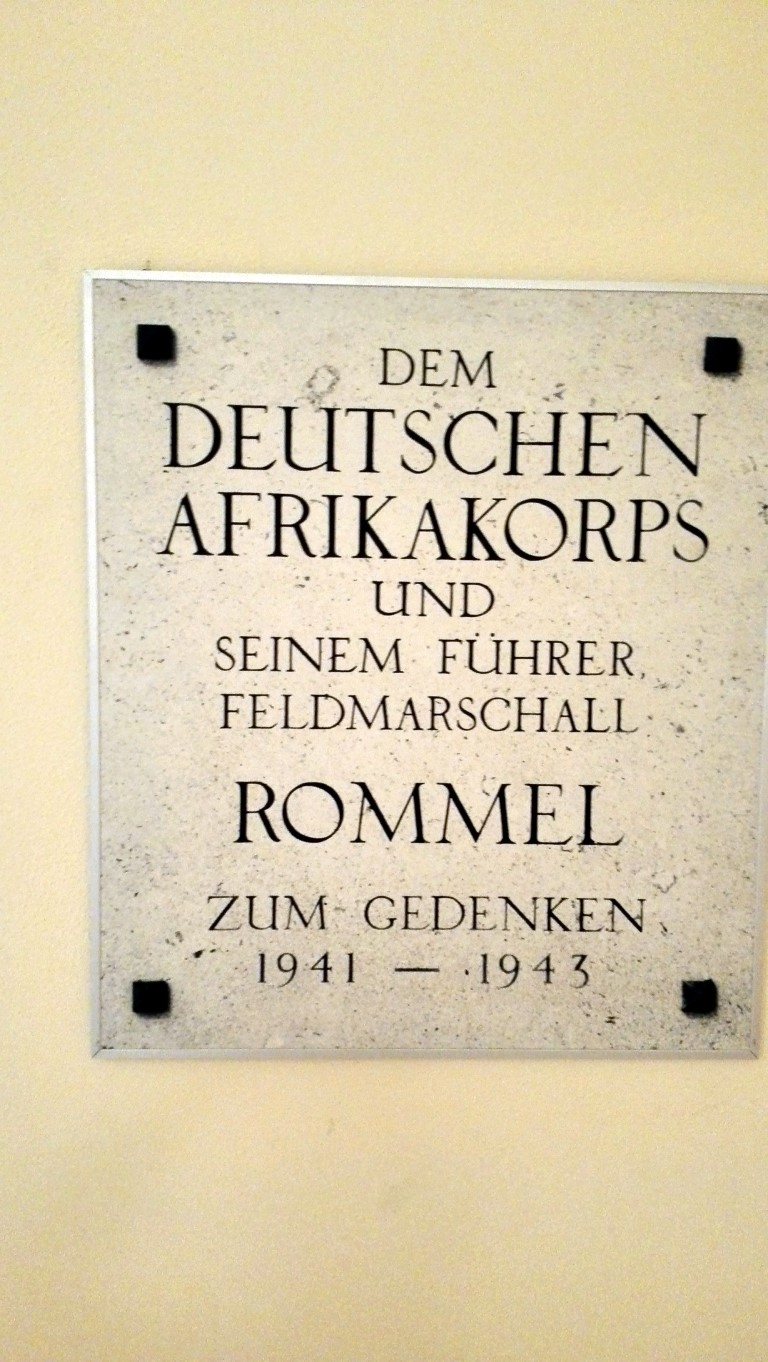 DEM
DEUTSCHEN
AFRIKAKORPS
UND
SEINEM FÜHRER,
FELDMARSCHALL
ROMMEL
ZUM GEDENKEN
1941 — 1943